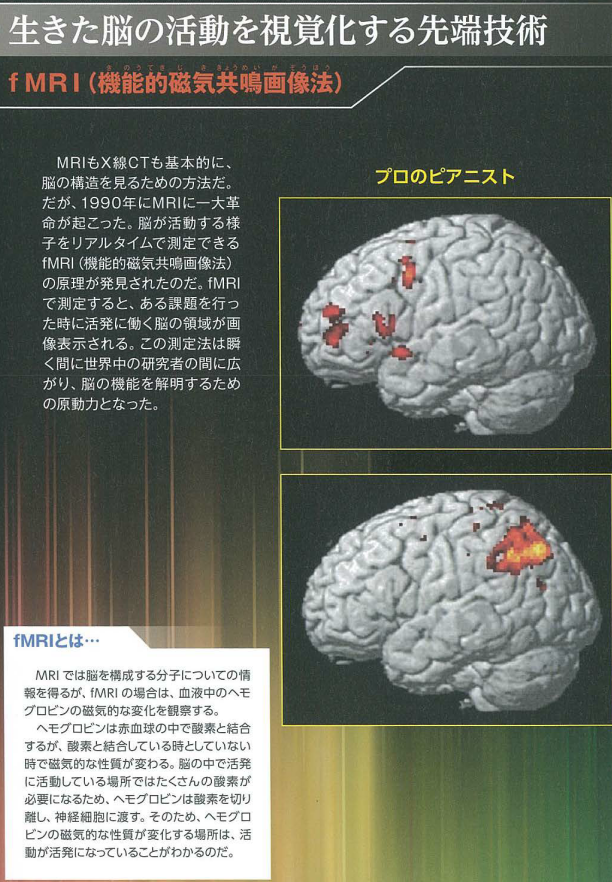 生きた脳の活動を視覚化する先端技術
fMRI(機能的磁気共鳴画像法)
きのうてきじききょうめいがぞうほう
MRIもX線CTも基本的に、
脳の構造を見るための方法だ。
だが、1990年にMRIに一大革
命が起こった。脳が活動する様
子をリアルタイムで測定できる
fMRI(機能的磁気共鳴画像法)
の原理が発見されたのだ。fMRI
で測定すると、ある課題を行っ
た時に活発に働く脳の領域が画
像表示される。この測定法は瞬
く間に世界中の研究者の間に広
がり、脳の機能を解明するため
の原動力となった。
プロのピアニスト
fMRIとは…
MRIでは脳を構成する分子についての情
報を得るが、fMRIの場合は、血液中のヘモ
グロビンの磁気的な変化を観察する。
ヘモグロビンは赤血球の中で酸素と結合
するが、酸素と結合している時としていない
時で磁気的な性質が変わる。脳の中で活発
に活動している場所ではたくさんの酸素が
必要になるため、ヘモグロビンは酸素を切り
離し、神経細胞に渡す。そのため、ヘモグロ
ビンの磁気的な性質が変化する場所は、活
動が活発になっていることがわかるのだ。